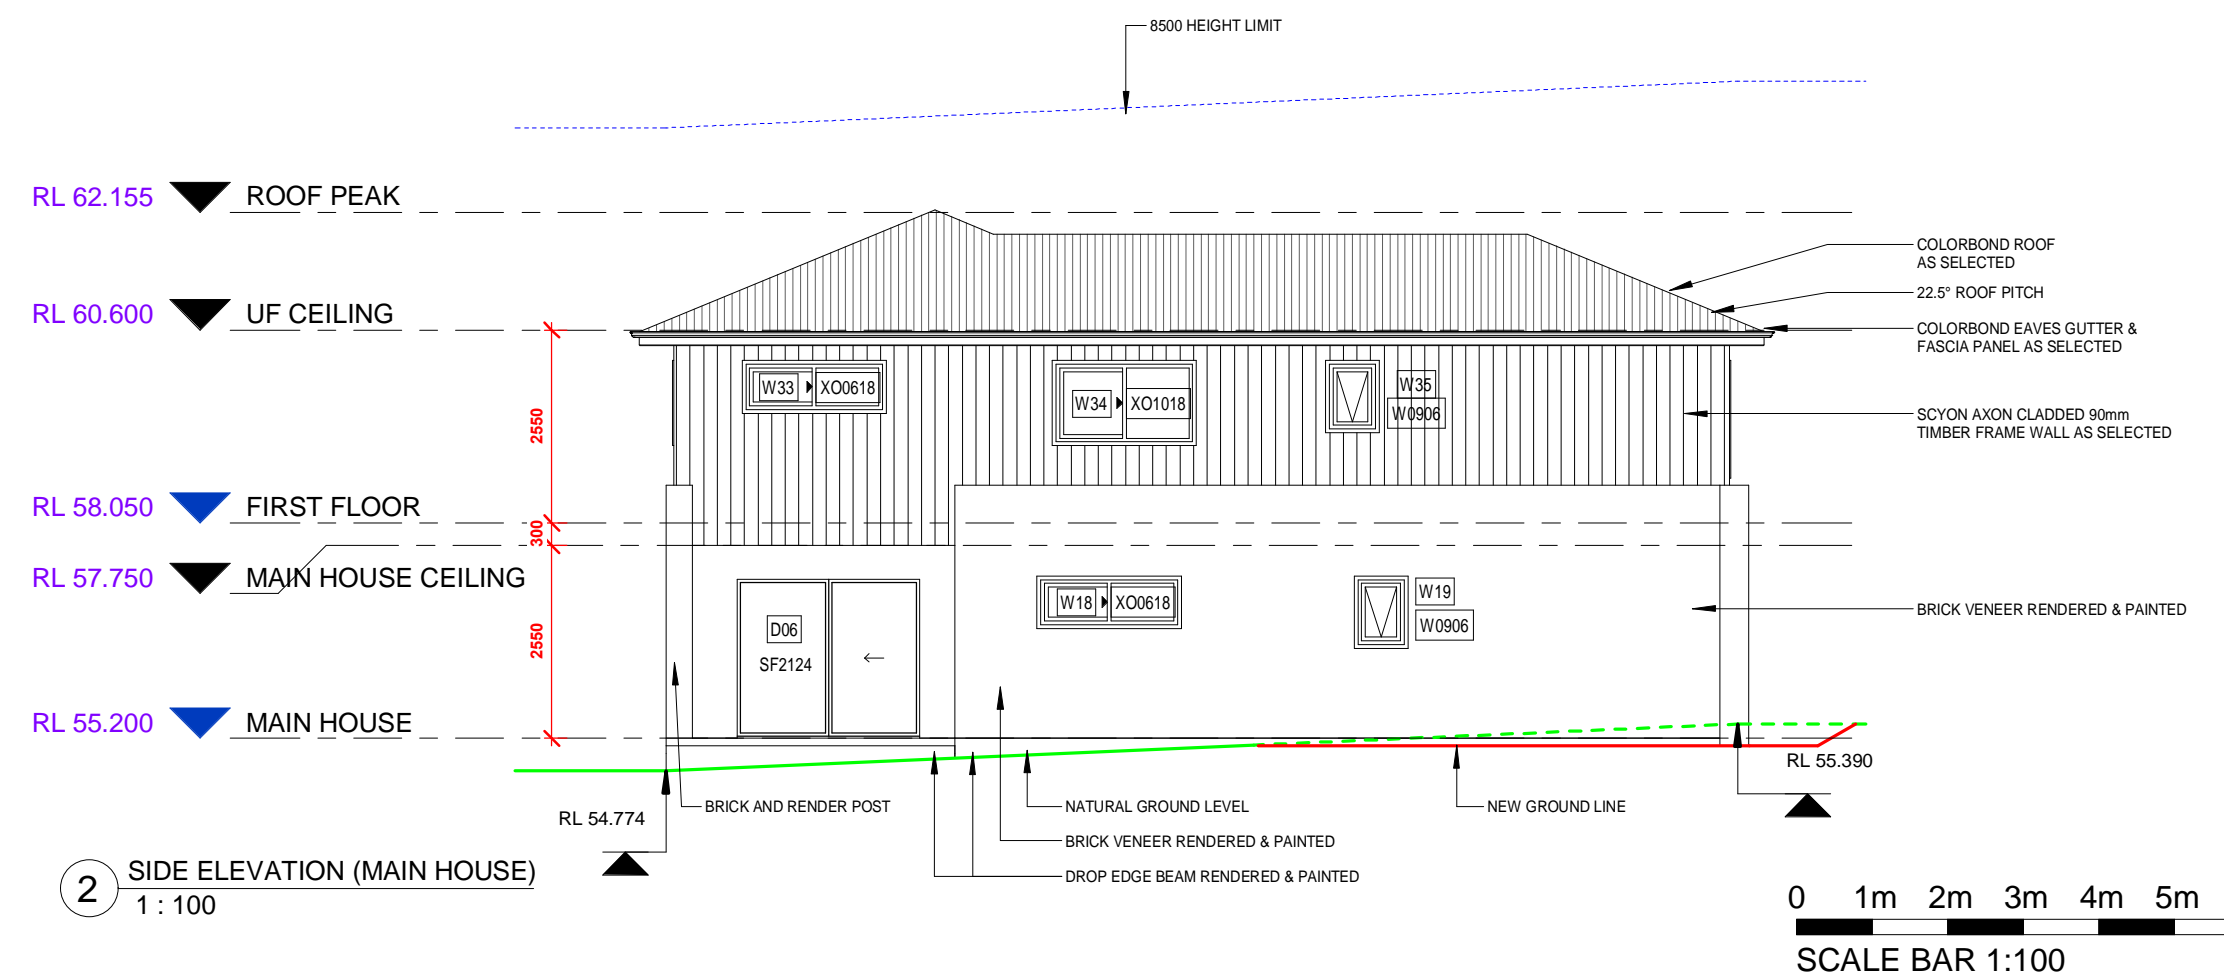 8500 HEIGHT LIMIT
RL 62.155 ROOF PEAK
COLORBOND ROOF
AS SELECTED
22.5° ROOF PITCH
RL 60.600 UF CEILING
COLORBOND EAVES GUTTER &
FASCIA PANEL AS SELECTED
W33 XO0618
W34 XO1018
W35
W0906
2550
SCYON AXON CLADDED 90mm
TIMBER FRAME WALL AS SELECTED
RL 58.050 FIRST FLOOR
300
RL 57.750 MAIN HOUSE CEILING
W18 XO0618
W19
W0906
BRICK VENEER RENDERED & PAINTED
2550
D06
SF2124
RL 55.200 MAIN HOUSE
RL 55.390
BRICK AND RENDER POST
NATURAL GROUND LEVEL
NEW GROUND LINE
RL 54.774
BRICK VENEER RENDERED & PAINTED
DROP EDGE BEAM RENDERED & PAINTED
2 SIDE ELEVATION (MAIN HOUSE)
1 : 100
0 1m 2m 3m 4m 5m
SCALE BAR 1:100